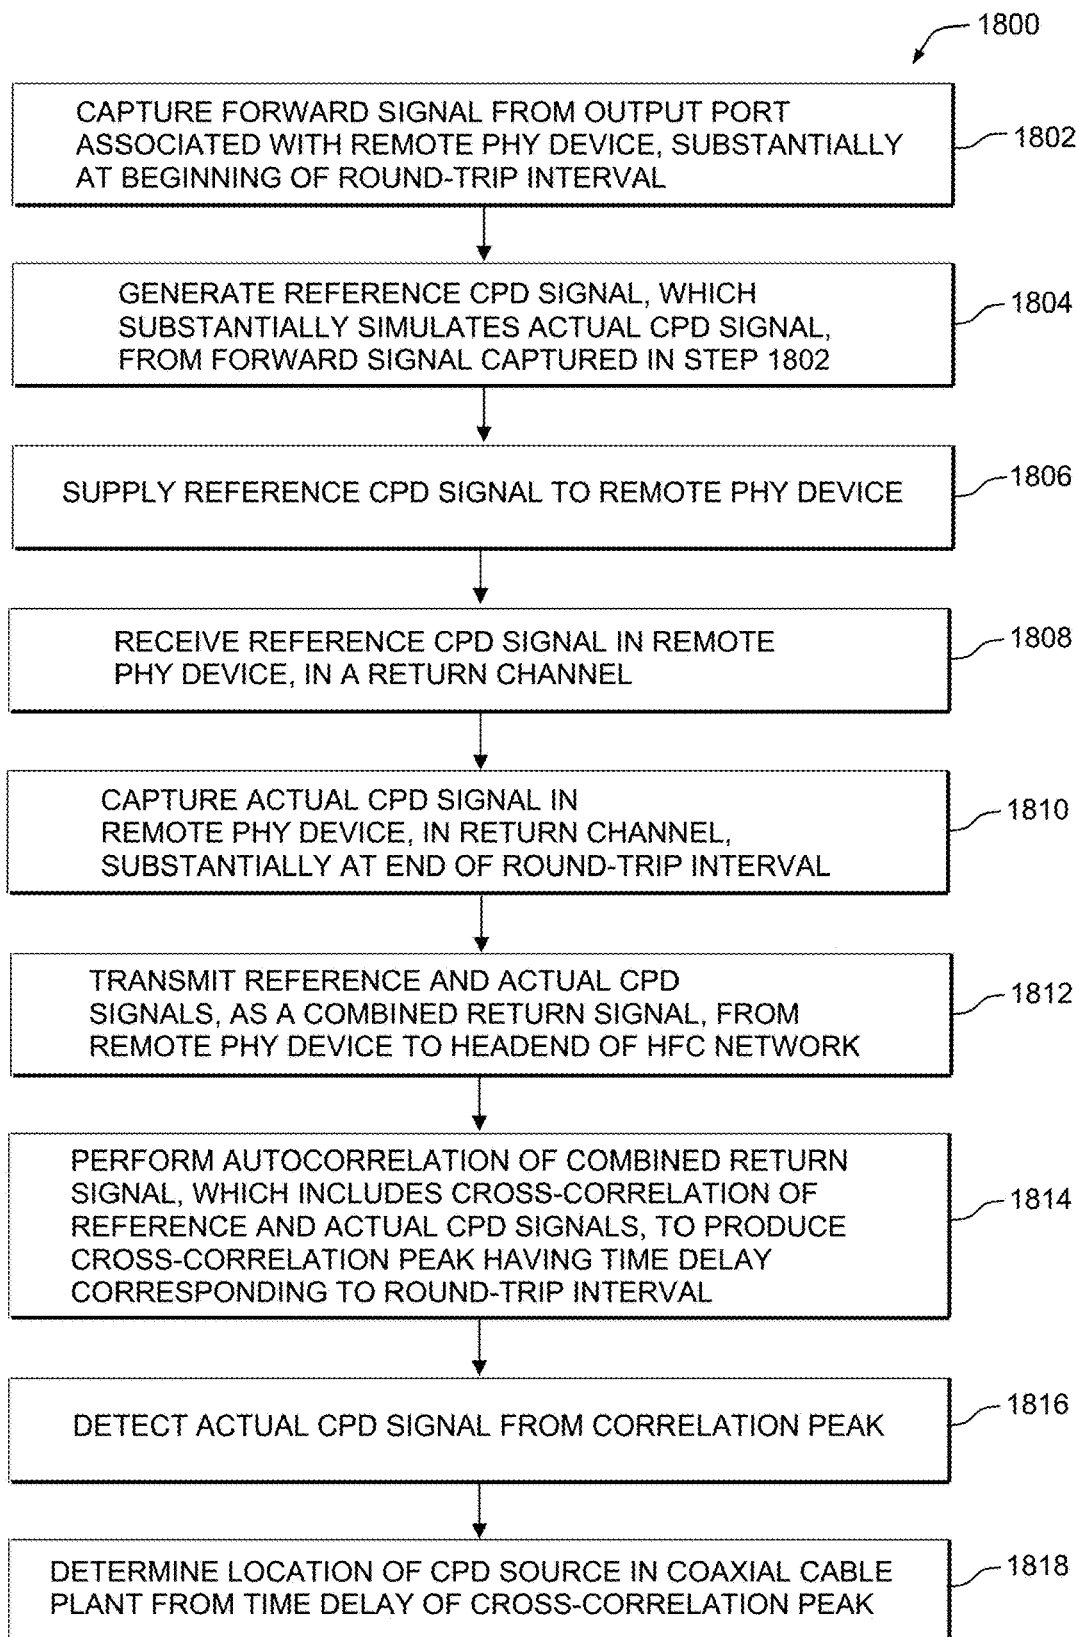 1800
CAPTURE FORWARD SIGNAL FROM OUTPUT PORT
ASSOCIATED WITH REMOTE PHY DEVICE, SUBSTANTIALLY
AT BEGINNING OF ROUND-TRIP INTERVAL
1802
GENERATE REFERENCE CPD SIGNAL, WHICH
SUBSTANTIALLY SIMULATES ACTUAL CPD SIGNAL,
FROM FORWARD SIGNAL CAPTURED IN STEP 1802
1804
SUPPLY REFERENCE CPD SIGNAL TO REMOTE PHY DEVICE
1806
RECEIVE REFERENCE CPD SIGNAL IN REMOTE
PHY DEVICE, IN A RETURN CHANNEL
1808
CAPTURE ACTUAL CPD SIGNAL IN
REMOTE PHY DEVICE, IN RETURN CHANNEL,
SUBSTANTIALLY AT END OF ROUND-TRIP INTERVAL
1810
TRANSMIT REFERENCE AND ACTUAL CPD
SIGNALS, AS A COMBINED RETURN SIGNAL, FROM
REMOTE PHY DEVICE TO HEADEND OF HFC NETWORK
1812
PERFORM AUTOCORRELATION OF COMBINED RETURN
SIGNAL, WHICH INCLUDES CROSS-CORRELATION OF
REFERENCE AND ACTUAL CPD SIGNALS, TO PRODUCE
CROSS-CORRELATION PEAK HAVING TIME DELAY
CORRESPONDING TO ROUND-TRIP INTERVAL
1814
DETECT ACTUAL CPD SIGNAL FROM CORRELATION PEAK
1816
DETERMINE LOCATION OF CPD SOURCE IN COAXIAL CABLE
PLANT FROM TIME DELAY OF CROSS-CORRELATION PEAK
1818